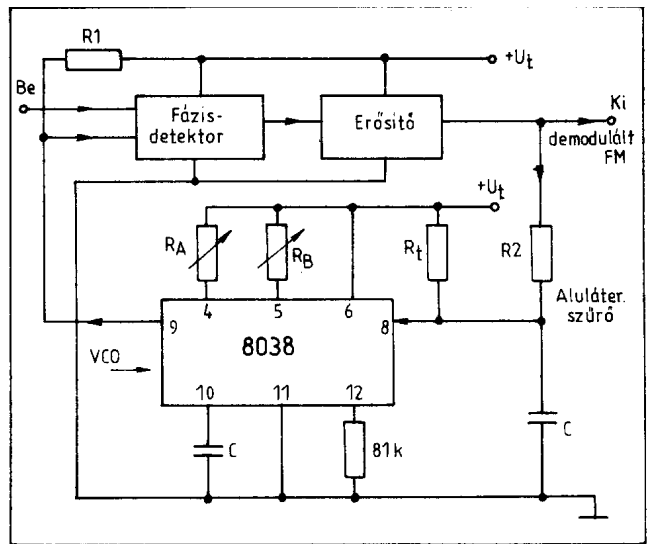 R1
+Ut
Be
Fázis-
detektor
Erősítő
Ki
demodulált
FM
+Ut
RA
RB
Rt
R2
4
5
6
Aluláter.
szűrő
9
8038
8
VCO
10
11
12
C
81k
C